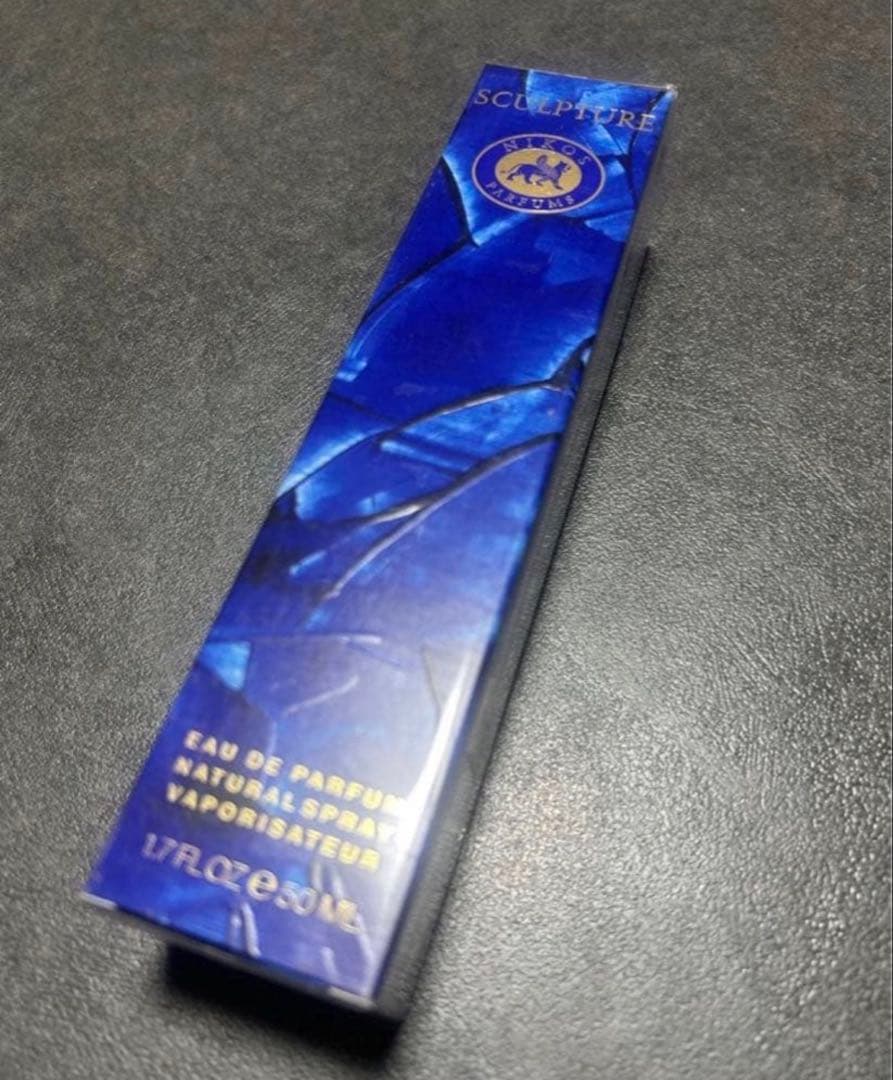 SCULPTURE
NIKOS
PARFUMS
EAU DE PARFUM
NATURAL SPRAY
VAPORISATEUR
1.7 FL.OZ ℮ 50 ML